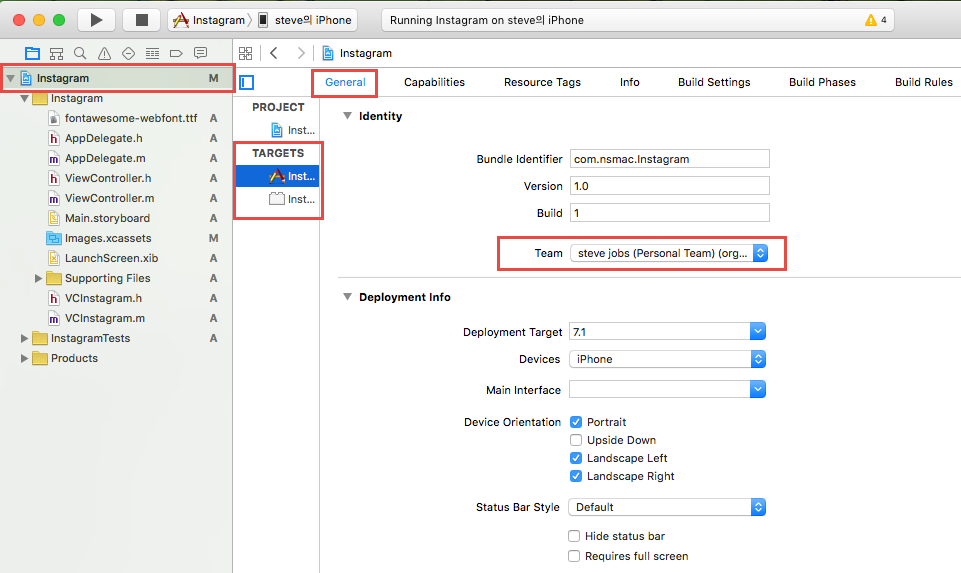 Instagram steve의 iPhone
Running Instagram on steve의 iPhone
4
Instagram M
Instagram
fontawesome-webfont.ttf A
h AppDelegate.h A
m AppDelegate.m A
h ViewController.h A
m ViewController.m A
Main.storyboard A
Images.xcassets M
LaunchScreen.xib A
Supporting Files A
h VCInstagram.h A
m VCInstagram.m A
InstagramTests A
Products
Instagram
General Capabilities Resource Tags Info Build Settings Build Phases Build Rules
PROJECT
Inst...
TARGETS
Inst...
Inst...
Identity
Bundle Identifier com.nsmac.Instagram
Version 1.0
Build 1
Team steve jobs (Personal Team) (org...
Deployment Info
Deployment Target 7.1
Devices iPhone
Main Interface
Device Orientation Portrait
Upside Down
Landscape Left
Landscape Right
Status Bar Style Default
Hide status bar
Requires full screen